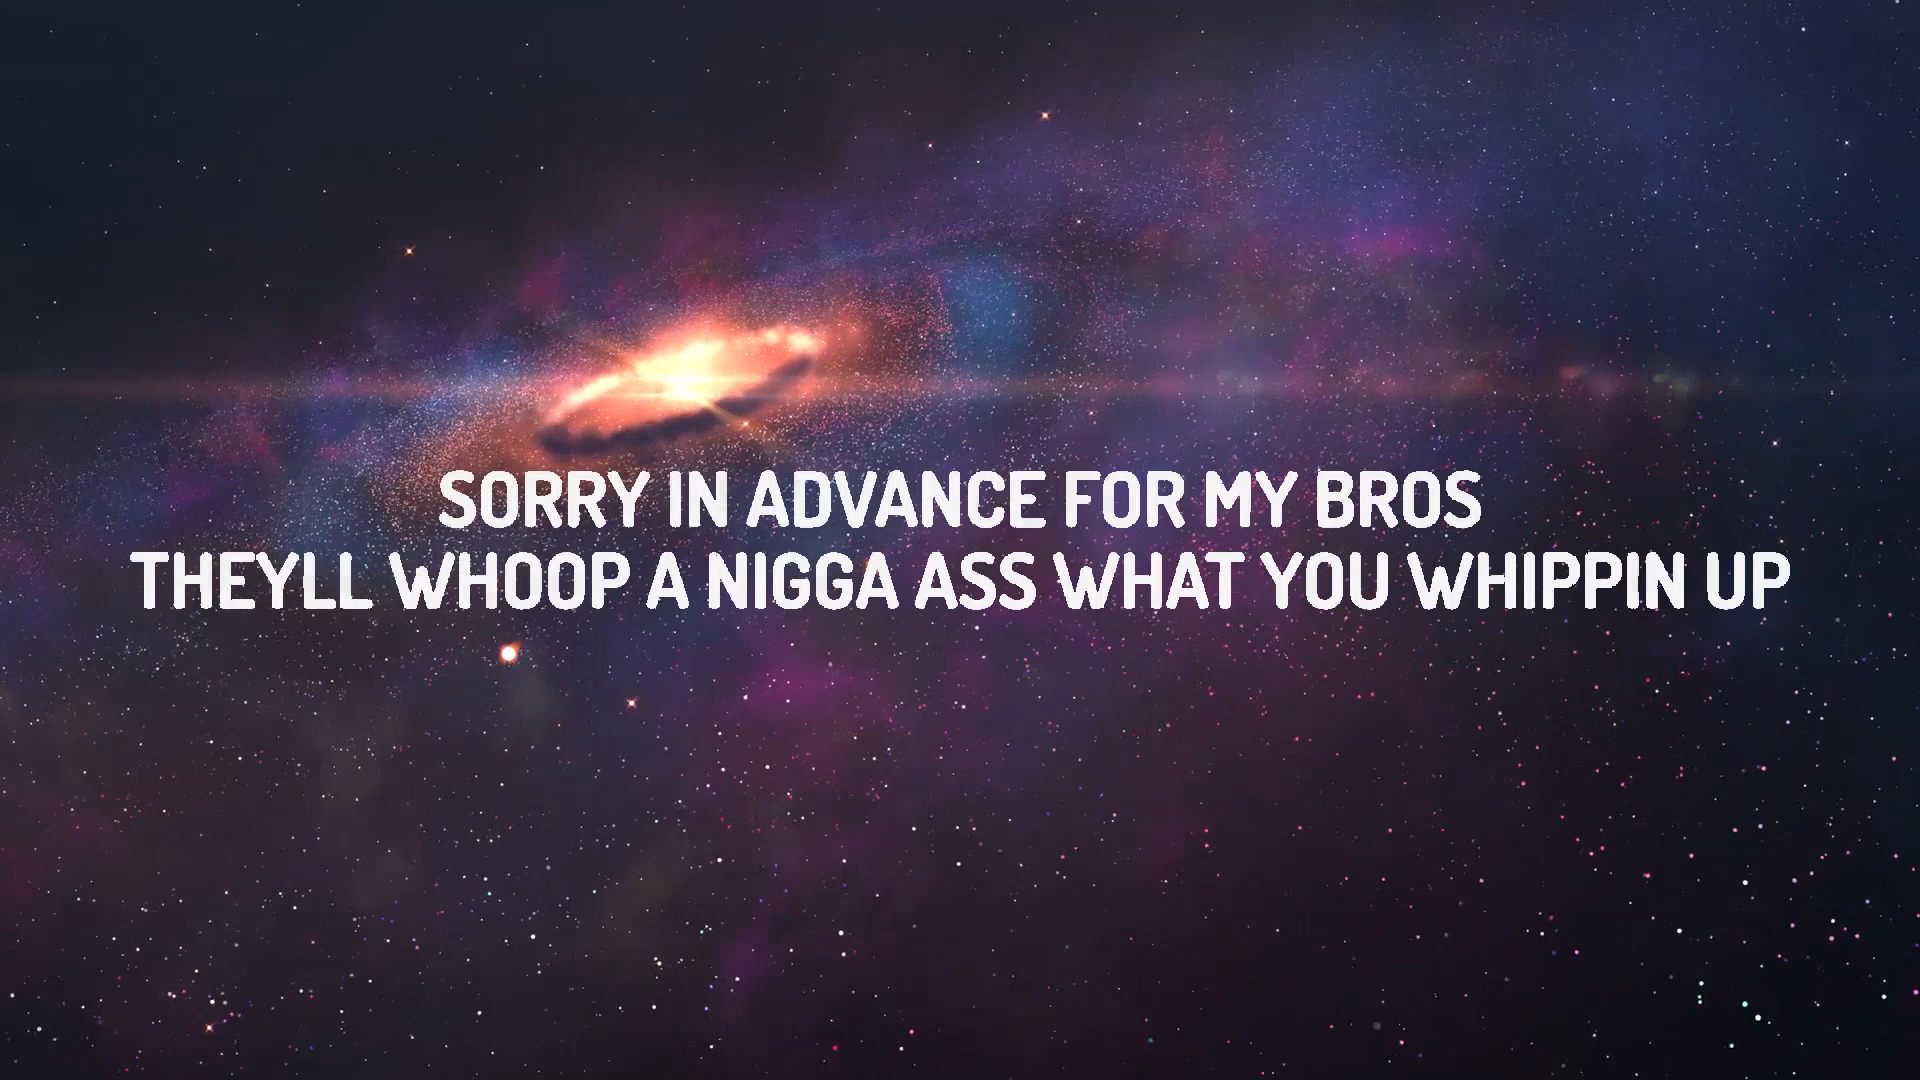 SORRY IN ADVANCE FOR MY BROS
THEYLL WHOOP A NIGGA ASS WHAT YOU WHIPPIN UP